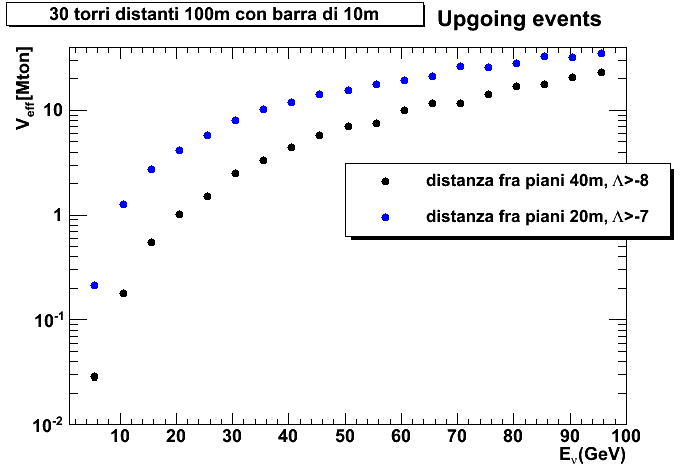 30 torri distanti 100m con barra di 10m
Upgoing events
V_eff[Mton]
10
1
10^-1
10^-2
distanza fra piani 40m, Λ>-8
distanza fra piani 20m, Λ>-7
10 20 30 40 50 60 70 80 90 100
E_ν(GeV)